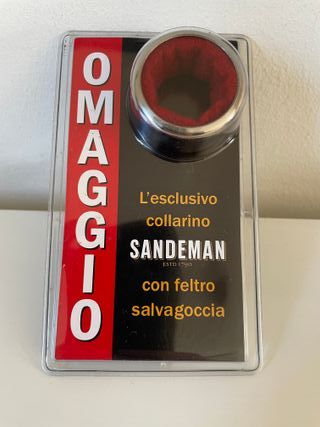 OMAGGIO
L'esclusivo
collarino
SANDEMAN
ESTD 1790
con feltro
salvagoccia